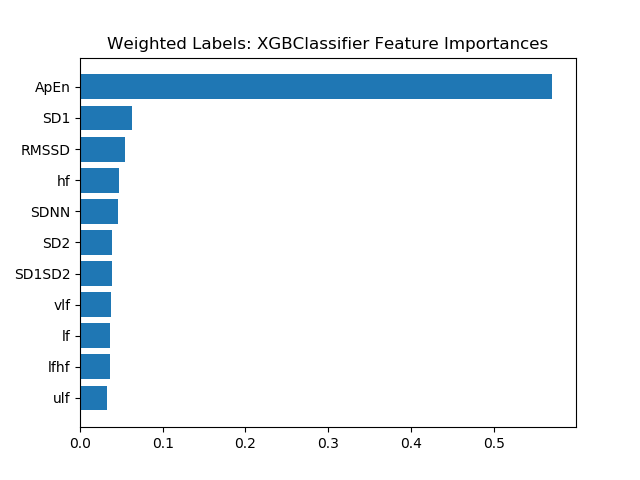 Weighted Labels: XGBClassifier Feature Importances
ApEn
SD1
RMSSD
hf
SDNN
SD2
SD1SD2
vlf
lf
lfhf
ulf
0.0 0.1 0.2 0.3 0.4 0.5